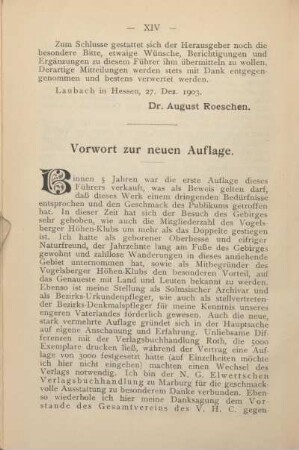 — XIV —
Zum Schlusse gestattet sich der Herausgeber noch die
besondere Bitte, etwaige Wünsche, Berichtigungen und
Ergänzungen zu diesem Führer ihm übermitteln zu wollen.
Derartige Mitteilungen werden stets mit Dank entgegen-
genommen und bestens verwertet werden.
Laubach in Hessen, 27. Dez. 1903.
Dr. August Roeschen.
Vorwort zur neuen Auflage.
Binnen 3 Jahren war die erste Auflage dieses
Führers verkauft, was als Beweis gelten darf,
daß dieses Werk einem dringenden Bedürfnisse
entsprochen und den Geschmack des Publikums getroffen
hat. In dieser Zeit hat sich der Besuch des Gebirges
sehr gehoben, wie auch die Mitgliederzahl des Vogels-
berger Höhen-Klubs um mehr als das Doppelte gestiegen
ist. Ich hatte als geborener Oberhesse und eifriger
Naturfreund, der Jahrzehnte lang am Fuße des Gebirges
gewohnt und zahllose Wanderungen in dieses anziehende
Gebiet unternommen hat, sowie als Mitbegründer des
Vogelsberger Höhen-Klubs den besonderen Vorteil, auf
das Genaueste mit Land und Leuten bekannt zu werden.
Ebenso ist meine Stellung als Solmsischer Archivar und
als Bezirks-Urkundenpfleger, wie auch als stellvertreten-
der Bezirks-Denkmalspfleger für meine Kenntnis unseres
engeren Vaterlandes förderlich gewesen. Auch die neue,
stark vermehrte Auflage gründet sich in der Hauptsache
auf eigene Anschauung und Erfahrung. Unliebsame Dif-
ferenzen mit der Verlagsbuchhandlung Roth, die 1000
Exemplare drucken ließ, während der Vertrag eine Auf-
lage von 3000 festgesetzt hatte (auf Einzelheiten möchte
ich hier nicht eingehen), machten einen Wechsel des
Verlags notwendig. Ich bin der N. G. Elwertschen
Verlagsbuchhandlung zu Marburg für die geschmack-
volle Ausstattung zu besonderem Danke verbunden. Eben-
so ist es mir hier meine Danksagung dem Vor-
stande des Gesamtvereins des V. H. C. gegen